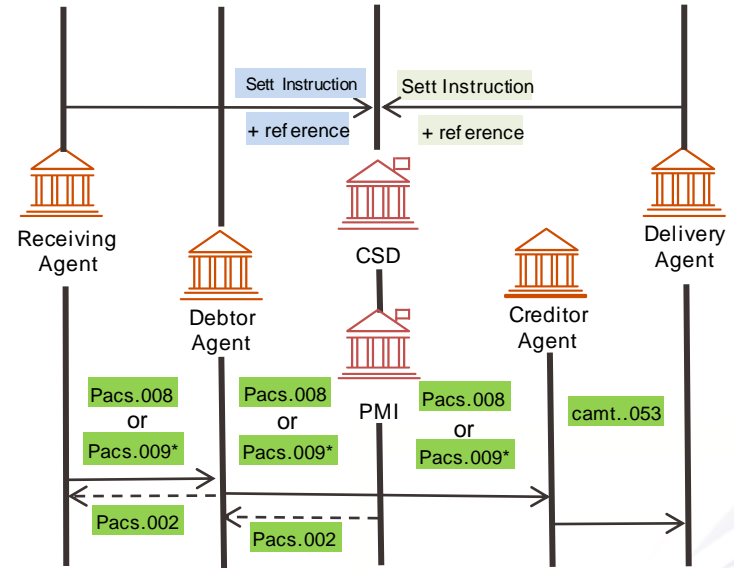 Sett Instruction
+ reference
Sett Instruction
+ reference
Receiving
Agent
CSD
Delivery
Agent
Debtor
Agent
Creditor
Agent
PMI
Pacs.008
or
Pacs.009*
Pacs.008
or
Pacs.009*
Pacs.008
or
Pacs.009*
camt..053
Pacs.002
Pacs.002